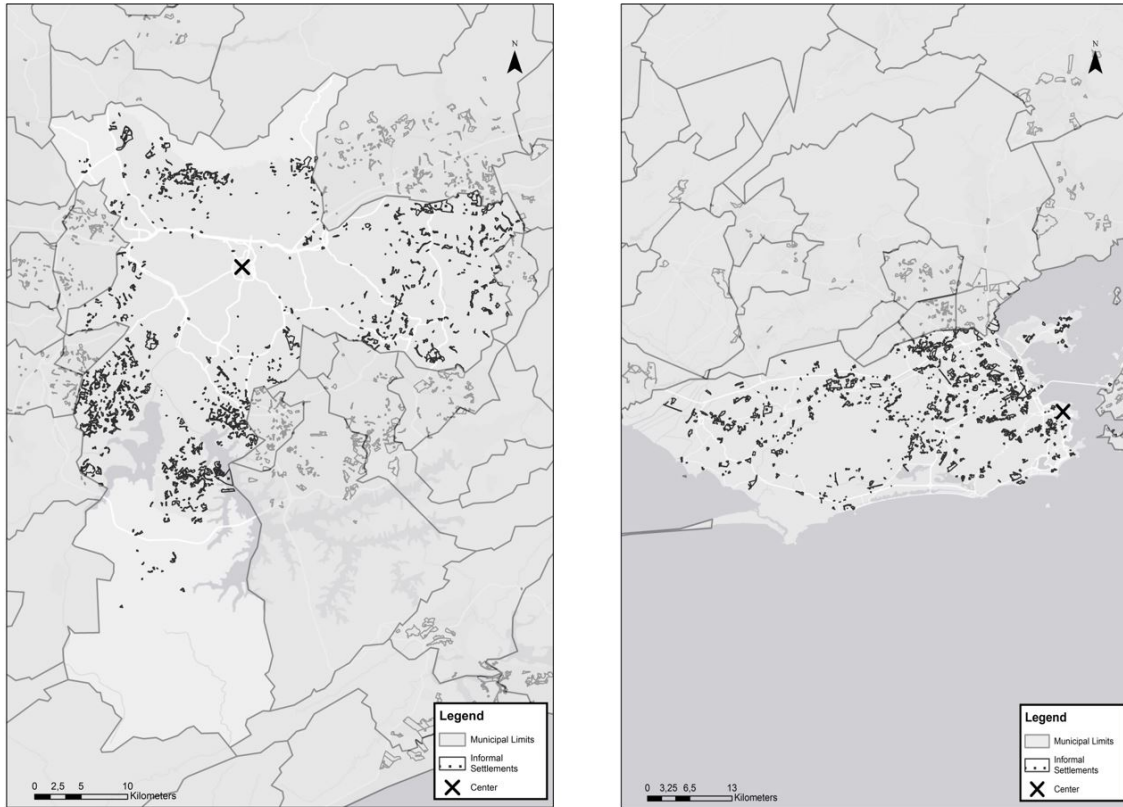 N
Legend
Municipal Limits
Informal
Settlements
Center
0 2,5 5 10
Kilometers
N
Legend
Municipal Limits
Informal
Settlements
Center
0 3,25 6,5 13
Kilometers